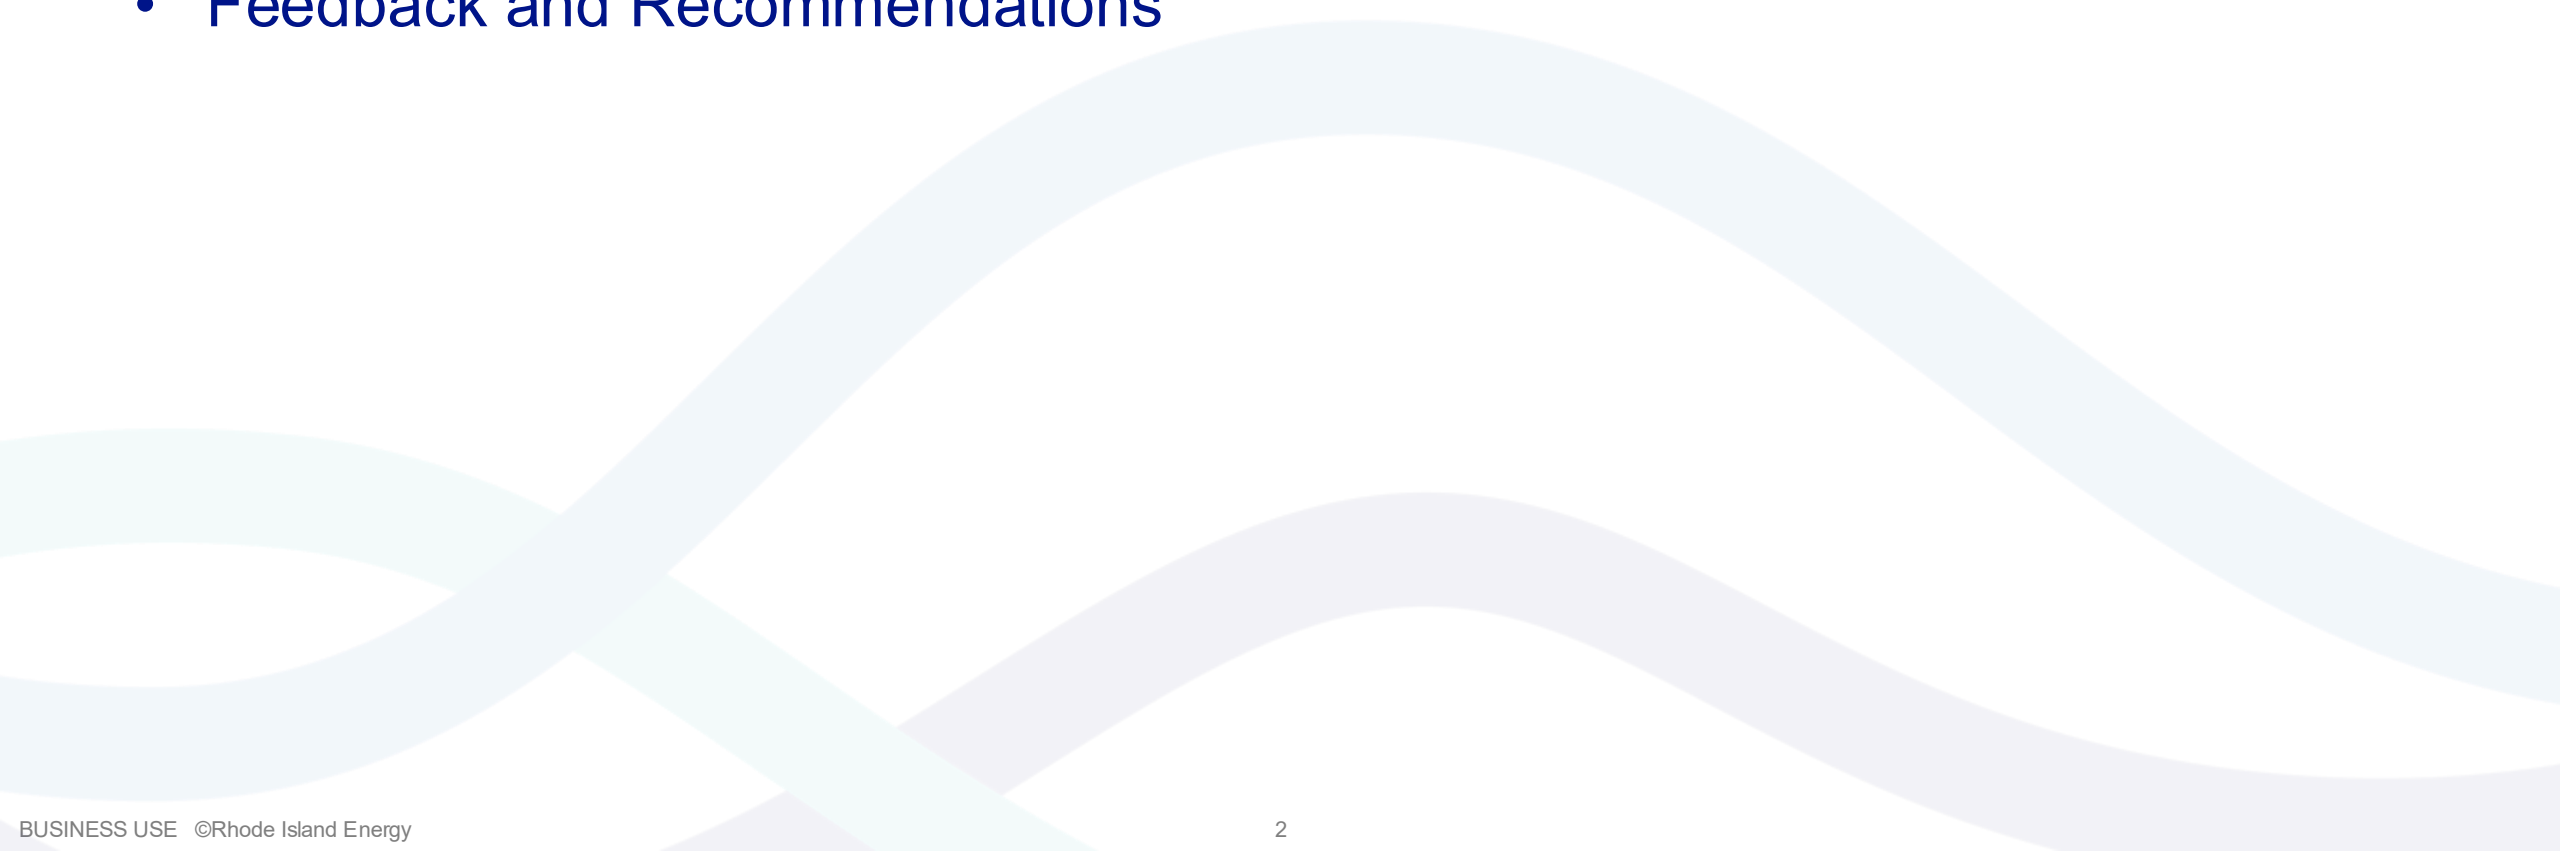 • Feedback and Recommendations
BUSINESS USE ©Rhode Island Energy
2